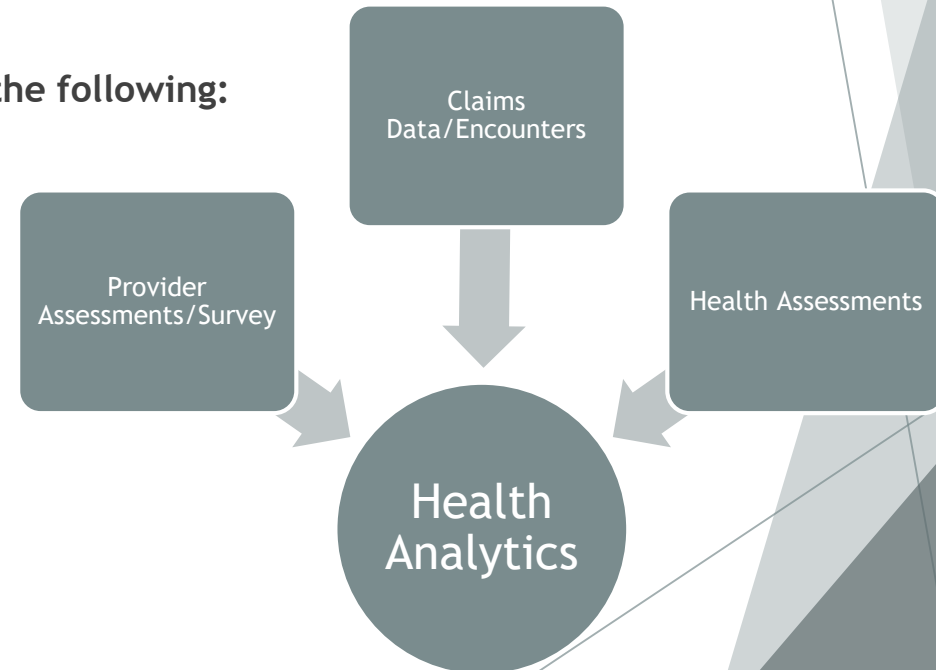 the following:
Claims
Data/Encounters
Provider
Assessments/Survey
Health Assessments
Health
Analytics